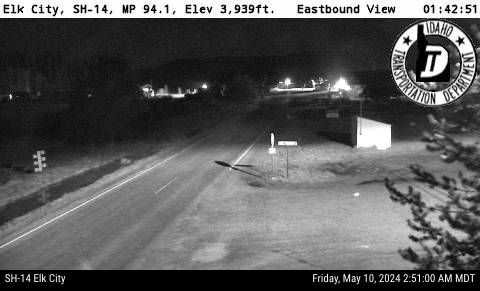 Elk City, SH-14, MP 94.1, Elev 3,939ft.   Eastbound View   01:42:51
IDAHO
TRANSPORTATION DEPARTMENT
SH-14 Elk City
Friday, May 10, 2024 2:51:00 AM MDT